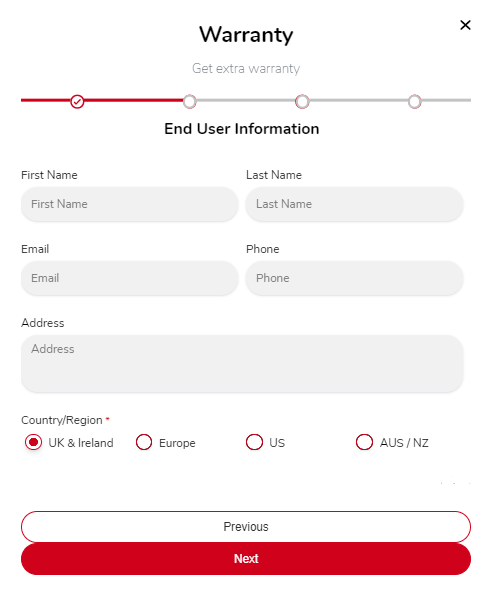 Warranty
Get extra warranty
End User Information
First Name Last Name
First Name Last Name
Email Phone
Email Phone
Address
Address
Country/Region *
UK & Ireland Europe US AUS / NZ
Previous
Next